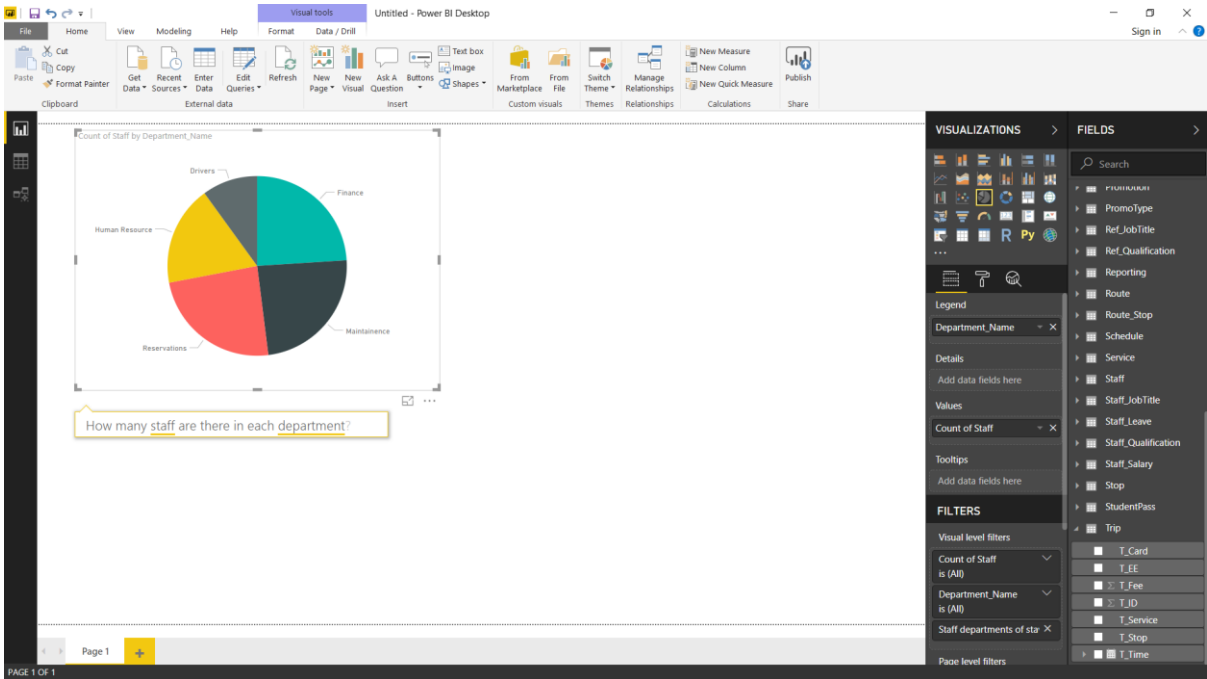 Visual tools
Untitled - Power BI Desktop
File
Home
View
Modeling
Help
Format
Data / Drill
Sign in
Paste
Cut
Copy
Format Painter
Clipboard
Get Data
Recent Sources
Enter Data
Edit Queries
External data
Refresh
New Page
New Visual
Ask A Question
Buttons
Text box
Image
Shapes
Insert
From Marketplace
From File
Custom visuals
Switch Theme
Themes
Manage Relationships
Relationships
New Measure
New Column
New Quick Measure
Calculations
Publish
Share
Count of Staff by Department_Name
Drivers
Finance
Human Resource
Maintainence
Reservations
How many staff are there in each department?
VISUALIZATIONS
R
Py
Legend
Department_Name
Details
Add data fields here
Values
Count of Staff
Tooltips
Add data fields here
FILTERS
Visual level filters
Count of Staff
is (All)
Department_Name
is (All)
Staff departments of sta
Page level filters
FIELDS
Search
Promotion
PromoType
Ref_JobTitle
Ref_Qualification
Reporting
Route
Route_Stop
Schedule
Service
Staff
Staff_JobTitle
Staff_Leave
Staff_Qualification
Staff_Salary
Stop
StudentPass
Trip
T_Card
T_EE
Σ T_Fee
Σ T_ID
T_Service
T_Stop
T_Time
Page 1
PAGE 1 OF 1